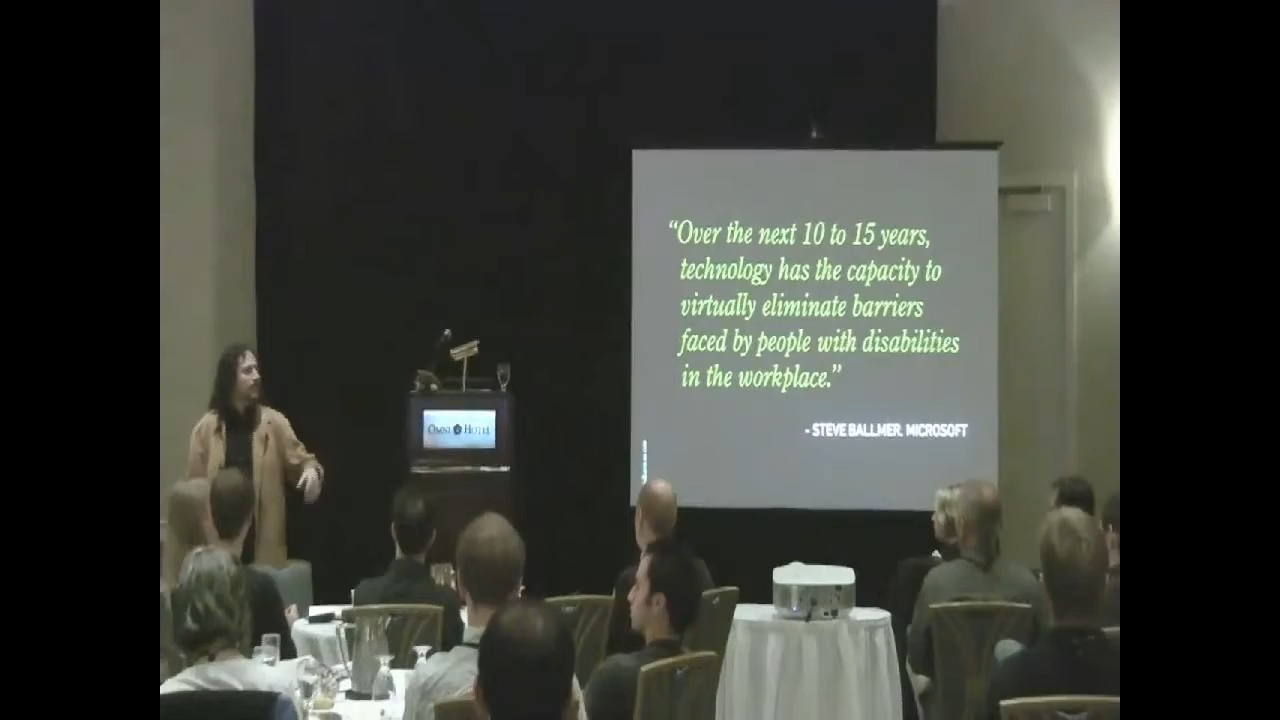 “Over the next 10 to 15 years,
technology has the capacity to
virtually eliminate barriers
faced by people with disabilities
in the workplace.”
- STEVE BALLMER, MICROSOFT
OMNI HOTEL